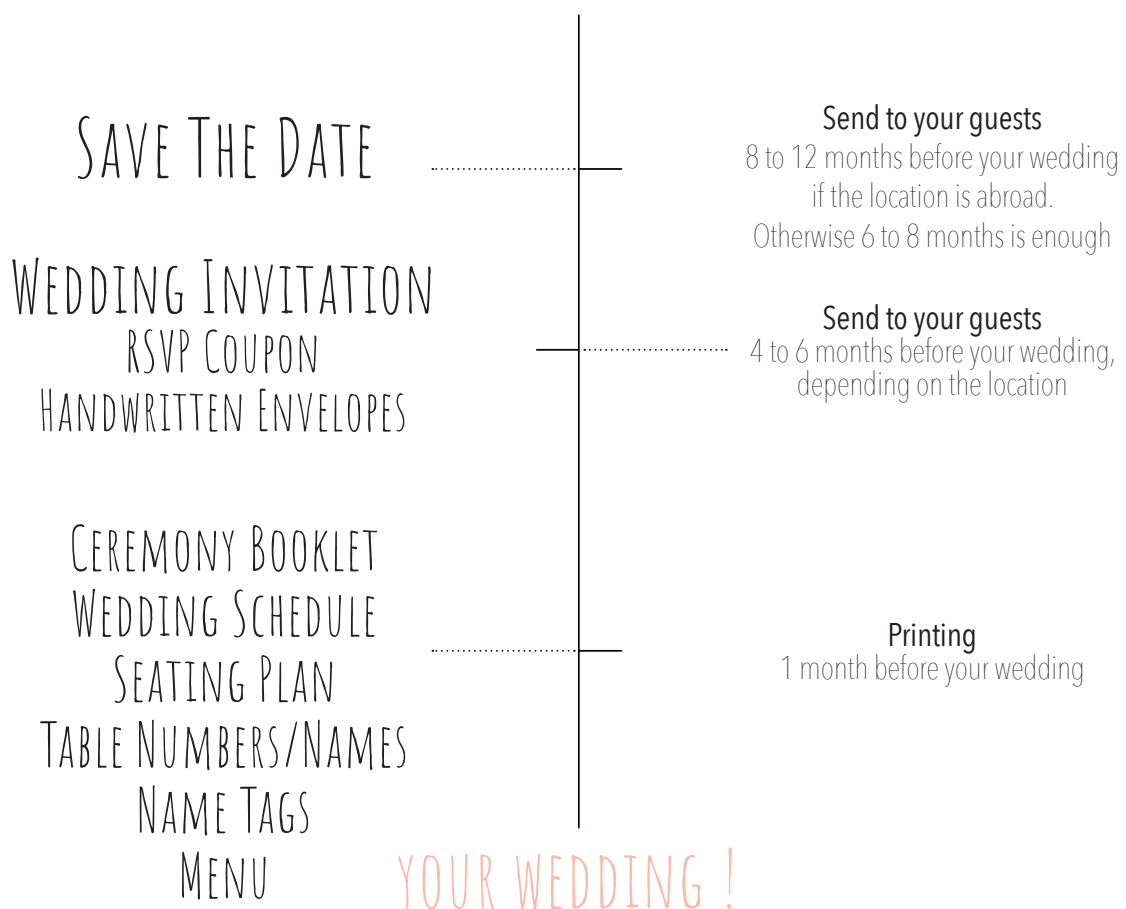 Save The Date
Send to your guests
8 to 12 months before your wedding
if the location is abroad.
Otherwise 6 to 8 months is enough
Wedding Invitation
RSVP Coupon
Handwritten Envelopes
Send to your guests
4 to 6 months before your wedding,
depending on the location
Ceremony Booklet
Wedding Schedule
Seating Plan
Table Numbers/Names
Name Tags
Menu
Printing
1 month before your wedding
YOUR WEDDING !